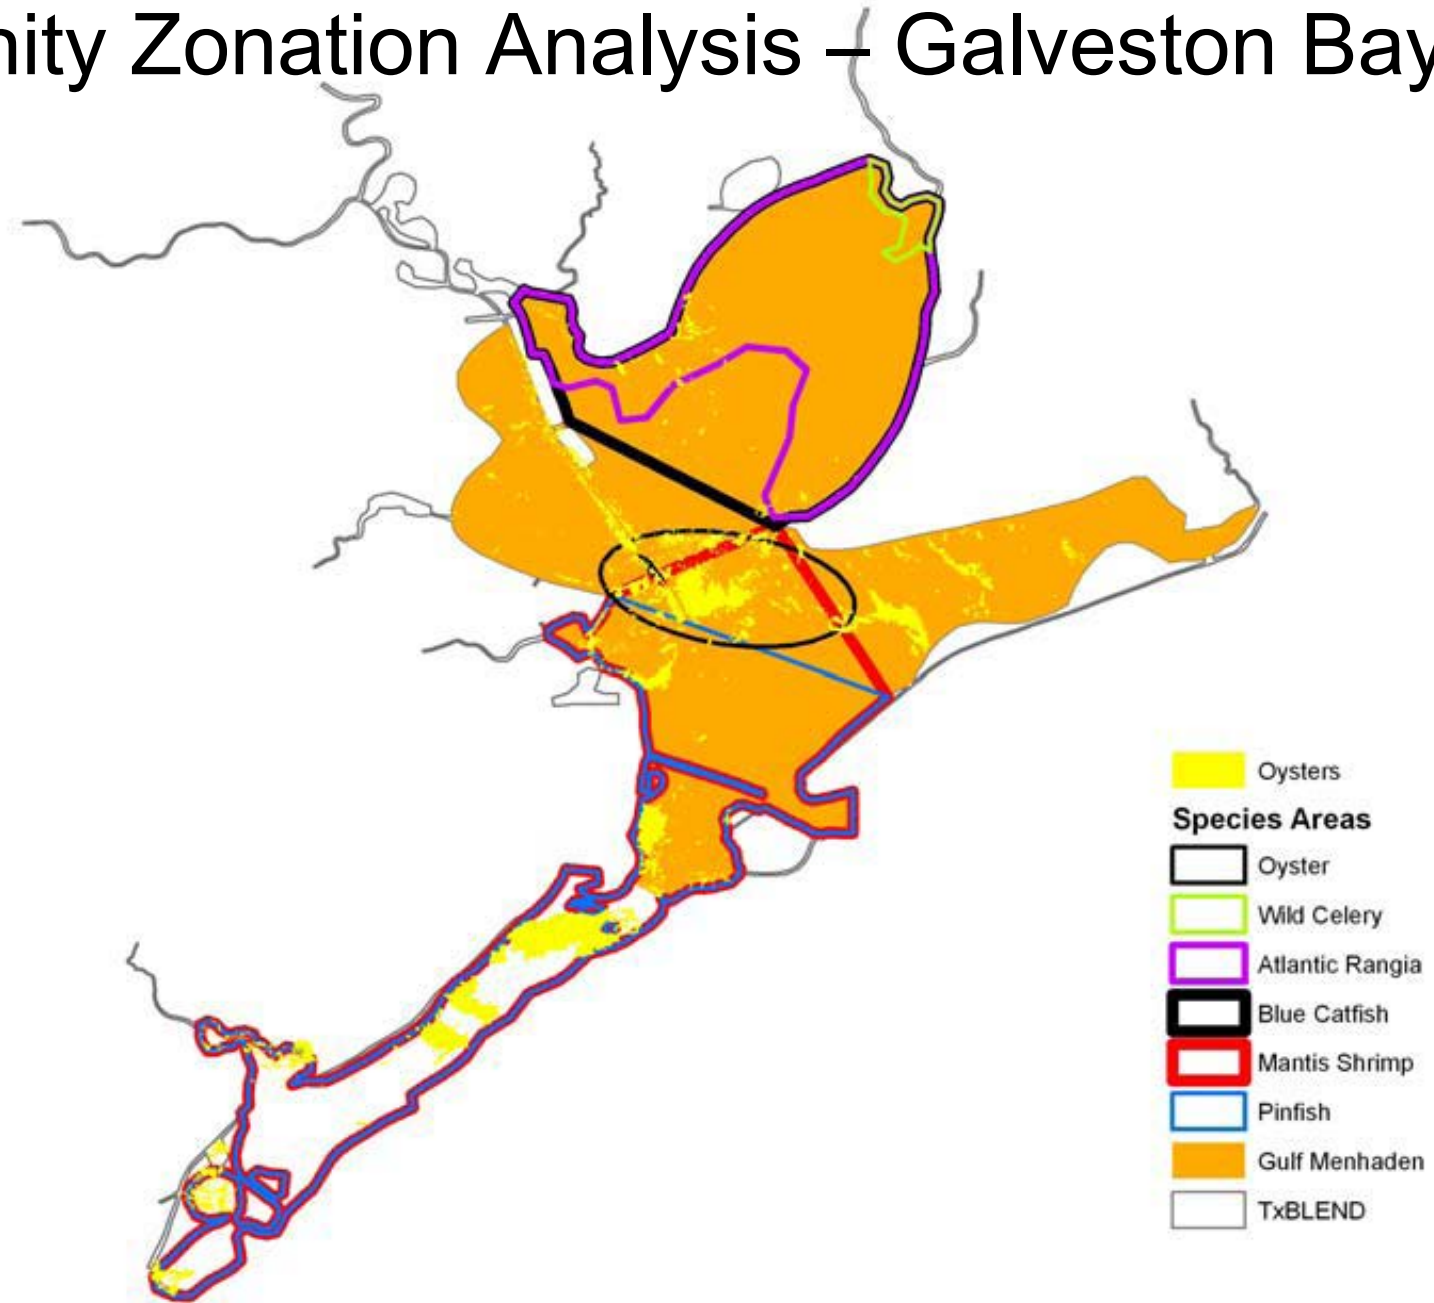 nity Zonation Analysis – Galveston Bay
Oysters
Species Areas
Oyster
Wild Celery
Atlantic Rangia
Blue Catfish
Mantis Shrimp
Pinfish
Gulf Menhaden
TxBLEND